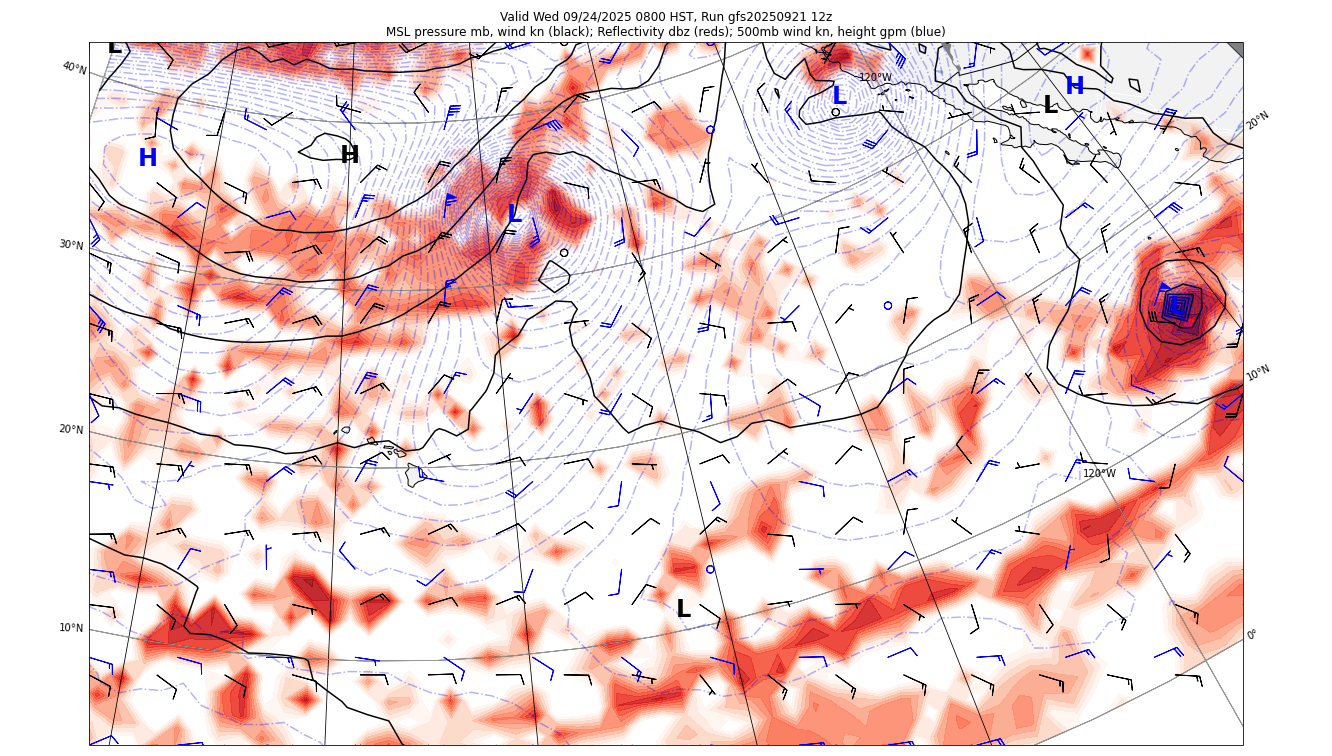 Valid Wed 09/24/2025 0800 HST, Run gfs20250921 12z
MSL pressure mb, wind kn (black); Reflectivity dbz (reds); 500mb wind kn, height gpm (blue)
L
40°N
120°W
L
H
L
20°N
H
H
L
30°N
L
10°N
20°N
120°W
L
10°N
0°